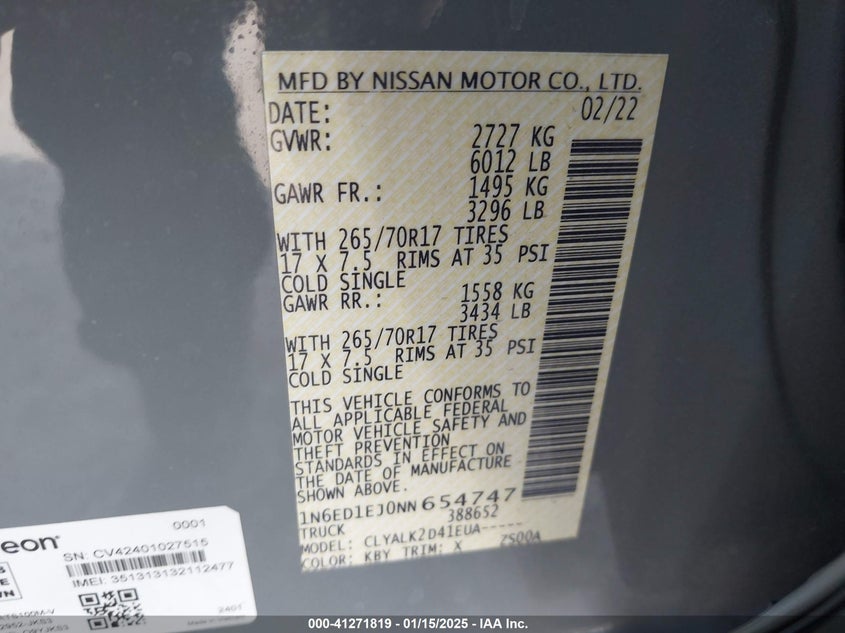 MFD BY NISSAN MOTOR CO., LTD.
DATE: 02/22
GVWR: 2727 KG
6012 LB
GAWR FR.: 1495 KG
3296 LB
WITH 265/70R17 TIRES
17 X 7.5 RIMS AT 35 PSI
COLD SINGLE
GAWR RR.: 1558 KG
3434 LB
WITH 265/70R17 TIRES
17 X 7.5 RIMS AT 35 PSI
COLD SINGLE
THIS VEHICLE CONFORMS TO
ALL APPLICABLE FEDERAL
MOTOR VEHICLE SAFETY AND
THEFT PREVENTION
STANDARDS IN EFFECT ON
THE DATE OF MANUFACTURE
SHOWN ABOVE.
1N6ED1EJ0NN654747
TRUCK 388652
MODEL: CLYALK2D41EUA-
COLOR: KBY TRIM: X 2S00A
0001
eon
SN: CV42401027515
IMEI: 351313132112477
2401
000-41271819 | 01/15/2025 - IAA, Inc.